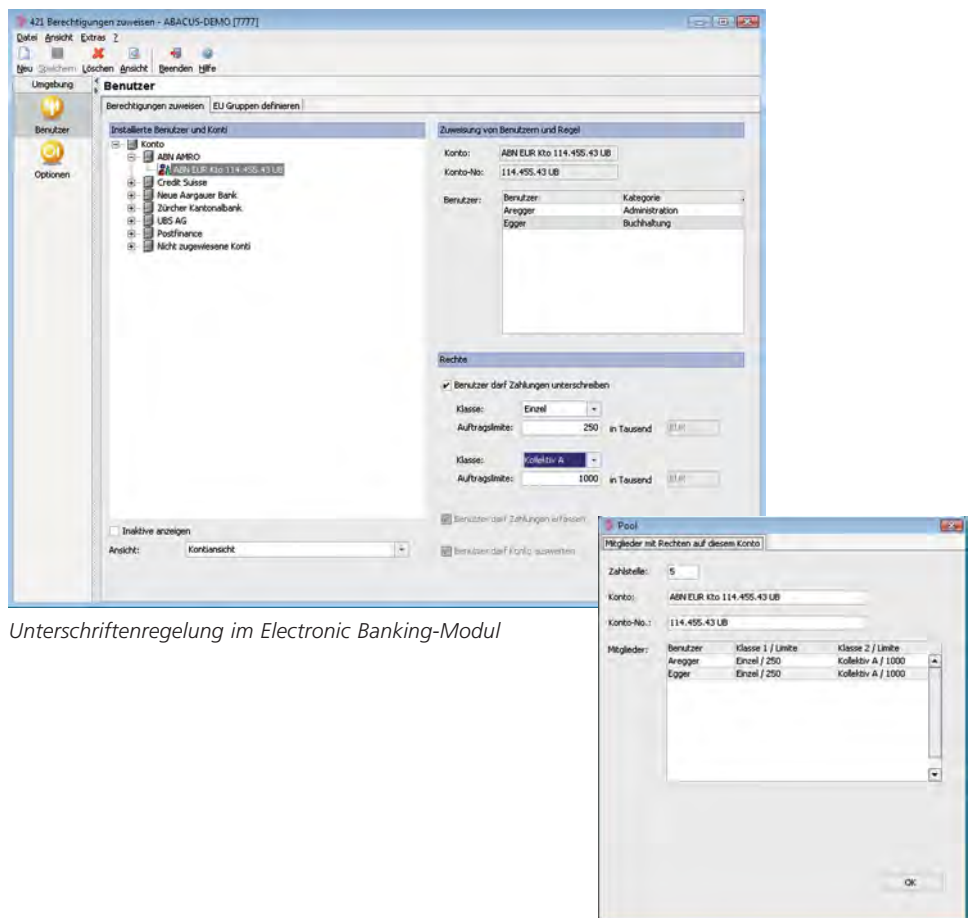 421 Berechtigungen zuweisen - ABACUS-DEMO [7777]
Datei Ansicht Extras ?
Neu Speichern Löschen Ansicht Beenden Hilfe
Umgebung
Benutzer
Optionen
Benutzer
Berechtigungen zuweisen EU Gruppen definieren
Installierte Benutzer und Konti
Konto
ABN AMRO
ABN EUR Kto 114.455.43 UB
Credit Suisse
Neue Aargauer Bank
Zürcher Kantonalbank
UBS AG
Postfinance
Nicht zugewiesene Konti
Inaktive anzeigen
Ansicht: Kontiansicht
Zuweisung von Benutzern und Regel
Konto: ABN EUR Kto 114.455.43 UB
Konto-No: 114.455.43 UB
Benutzer: Benutzer Kategorie
Aregger Administration
Egger Buchhaltung
Rechte
Benutzer darf Zahlungen unterschreiben
Klasse: Einzel
Auftragslimite: 250 in Tausend EUR
Klasse: Kollektiv A
Auftragslimite: 1000 in Tausend EUR
Benutzer darf Zahlungen erfassen
Benutzer darf Konto auswerten
Unterschriftenregelung im Electronic Banking-Modul
Pool
Mitglieder mit Rechten auf diesem Konto
Zahlstelle: 5
Konto: ABN EUR Kto 114.455.43 UB
Konto-No.: 114.455.43 UB
Mitglieder: Benutzer Klasse 1 / Limite Klasse 2 / Limite
Aregger Einzel / 250 Kollektiv A / 1000
Egger Einzel / 250 Kollektiv A / 1000
OK